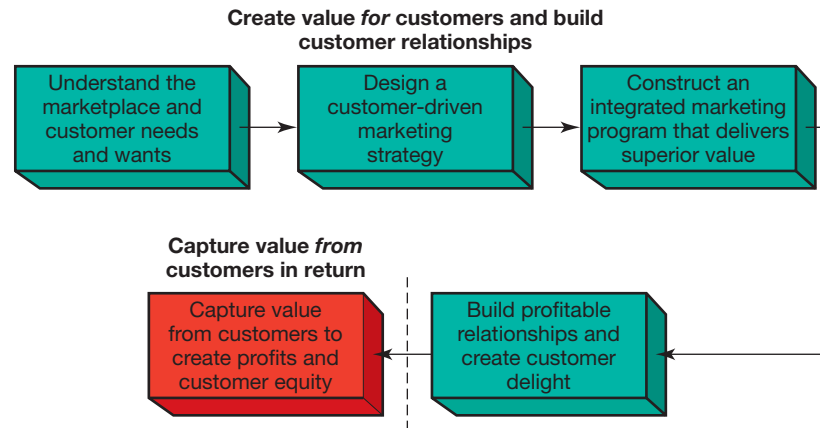 Create value for customers and build
customer relationships
Understand the
marketplace and
customer needs
and wants
Design a
customer-driven
marketing
strategy
Construct an
integrated marketing
program that delivers
superior value
Capture value from
customers in return
Capture value
from customers to
create profits and
customer equity
Build profitable
relationships and
create customer
delight